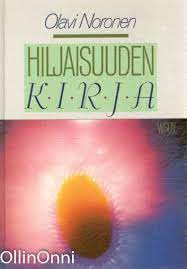 Olavi Noronen
HILJAISUUDEN
K·I·R·J·A
WSOY
OllinOnni